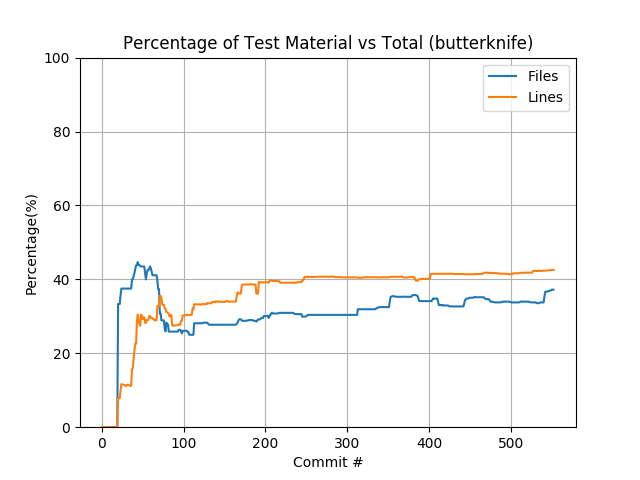 Percentage of Test Material vs Total (butterknife)
100
80
60
40
20
0
Percentage(%)
Files
Lines
0 100 200 300 400 500
Commit #